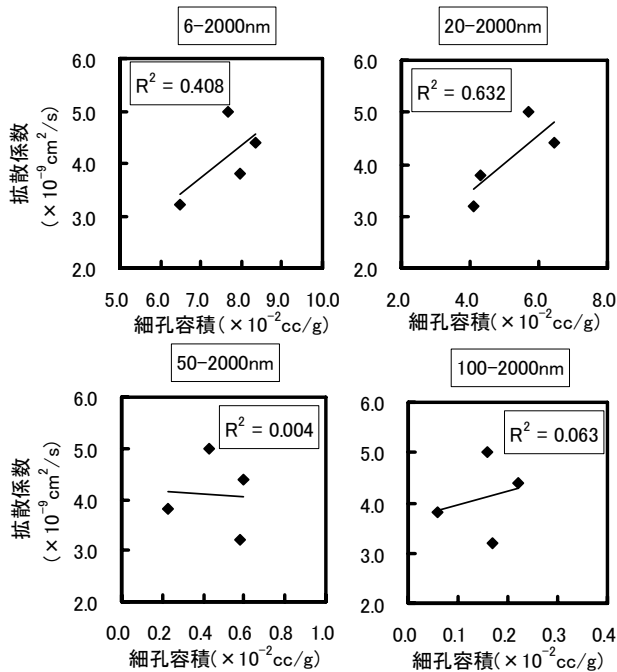 6-2000nm
20-2000nm
6.0
R² = 0.408
5.0
4.0
3.0
2.0
5.0 6.0 7.0 8.0 9.0 10.0
拡散係数
(×10⁻⁹cm²/s)
細孔容積(×10⁻²cc/g)
6.0
R² = 0.632
5.0
4.0
3.0
2.0
2.0 4.0 6.0 8.0
細孔容積(×10⁻²cc/g)
50-2000nm
100-2000nm
6.0
R² = 0.004
5.0
4.0
3.0
2.0
0.0 0.2 0.4 0.6 0.8 1.0
拡散係数
(×10⁻⁹cm²/s)
細孔容積(×10⁻²cc/g)
6.0
R² = 0.063
5.0
4.0
3.0
2.0
0.0 0.1 0.2 0.3 0.4
細孔容積(×10⁻²cc/g)